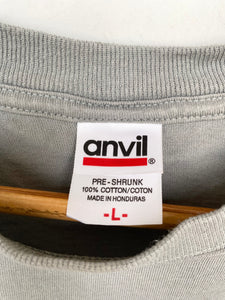 anvil®
PRE-SHRUNK
100% COTTON/COTON
MADE IN HONDURAS
-L-